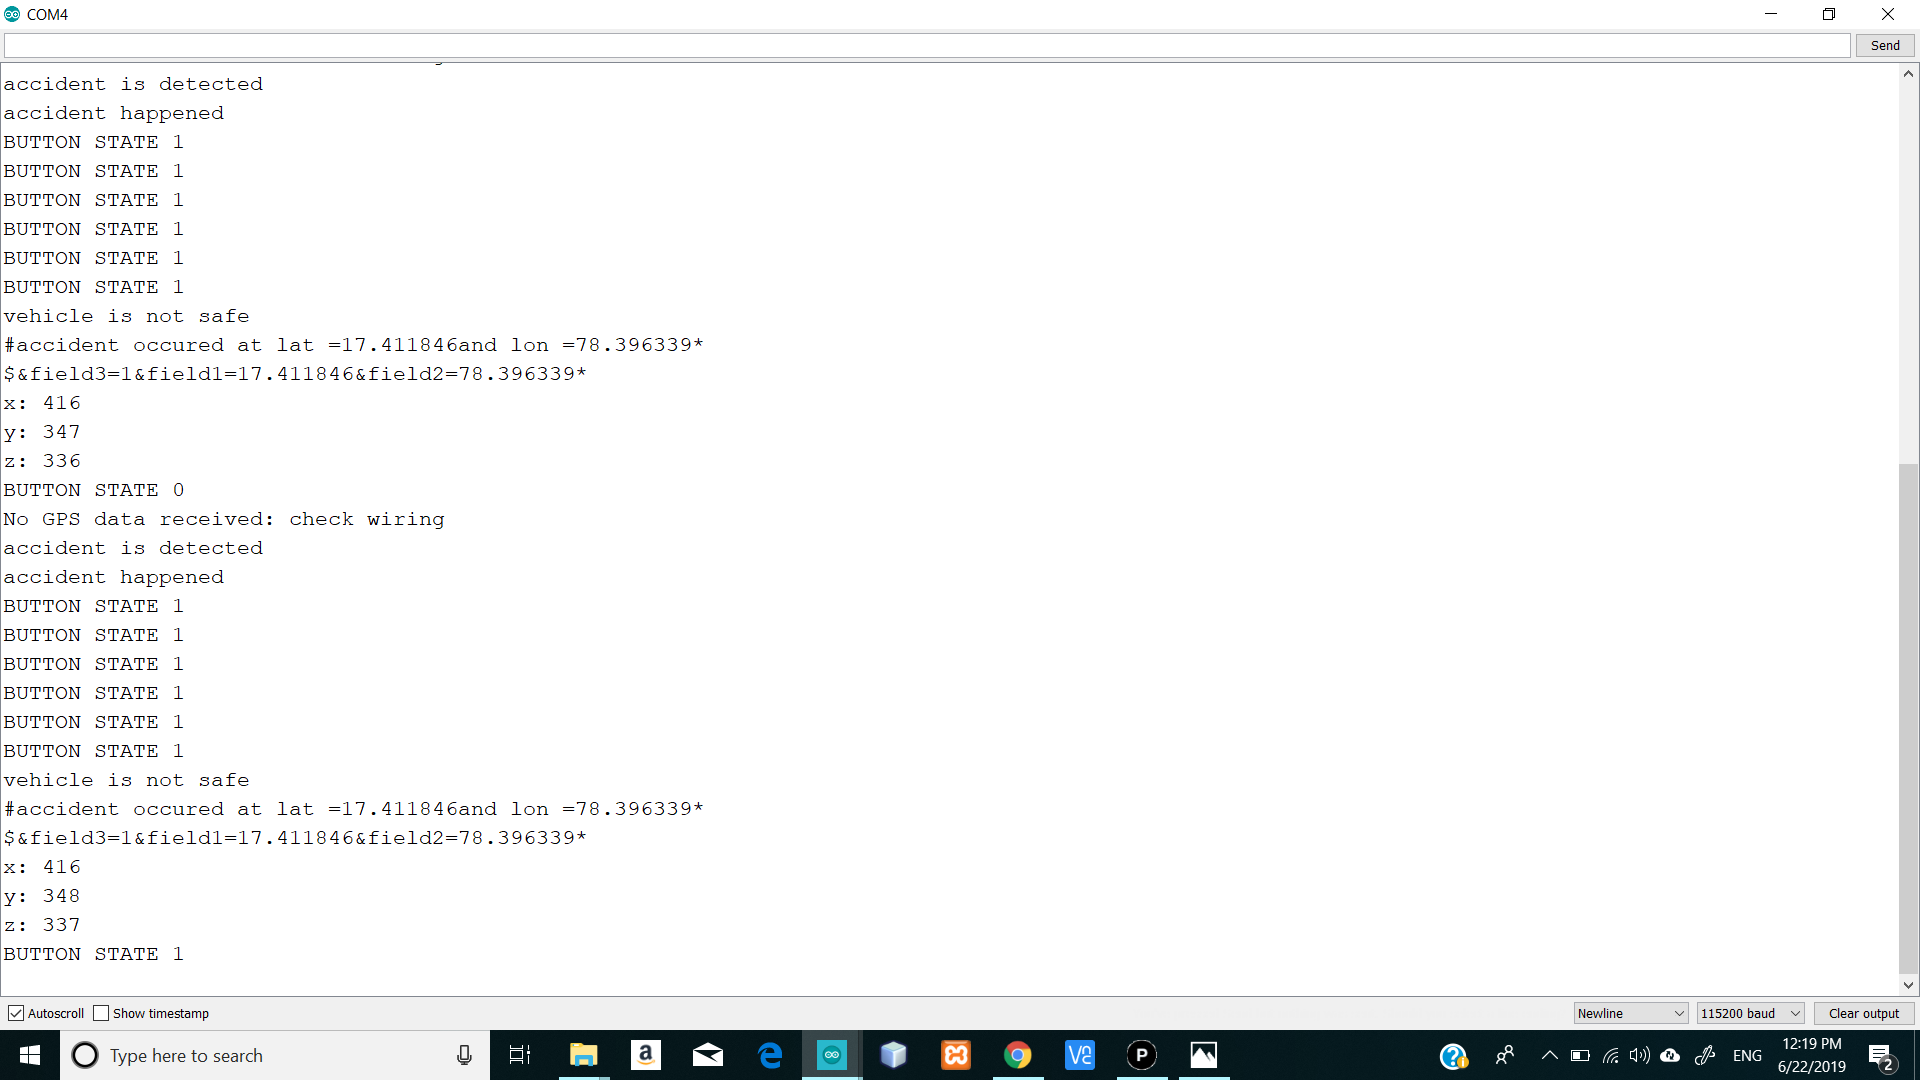 COM4
Send
accident is detected
accident happened
BUTTON STATE 1
BUTTON STATE 1
BUTTON STATE 1
BUTTON STATE 1
BUTTON STATE 1
BUTTON STATE 1
vehicle is not safe
#accident occured at lat =17.411846and lon =78.396339*
$&field3=1&field1=17.411846&field2=78.396339*
x: 416
y: 347
z: 336
BUTTON STATE 0
No GPS data received: check wiring
accident is detected
accident happened
BUTTON STATE 1
BUTTON STATE 1
BUTTON STATE 1
BUTTON STATE 1
BUTTON STATE 1
BUTTON STATE 1
vehicle is not safe
#accident occured at lat =17.411846and lon =78.396339*
$&field3=1&field1=17.411846&field2=78.396339*
x: 416
y: 348
z: 337
BUTTON STATE 1
Autoscroll Show timestamp Newline 115200 baud Clear output
Type here to search ENG 12:19 PM
6/22/2019 2